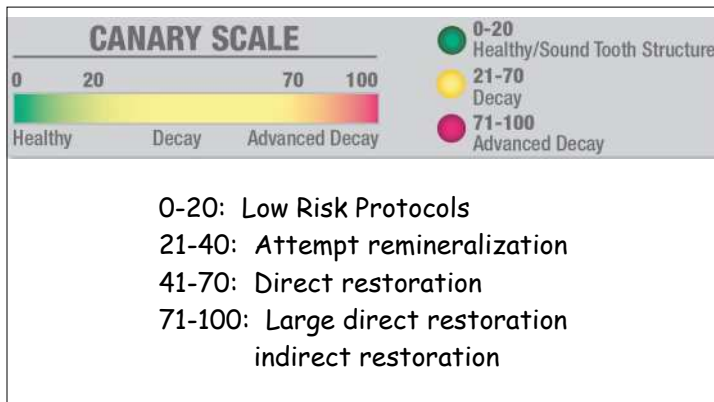 CANARY SCALE
0 20 70 100
Healthy Decay Advanced Decay
0-20
Healthy/Sound Tooth Structure
21-70
Decay
71-100
Advanced Decay
0-20: Low Risk Protocols
21-40: Attempt remineralization
41-70: Direct restoration
71-100: Large direct restoration
indirect restoration